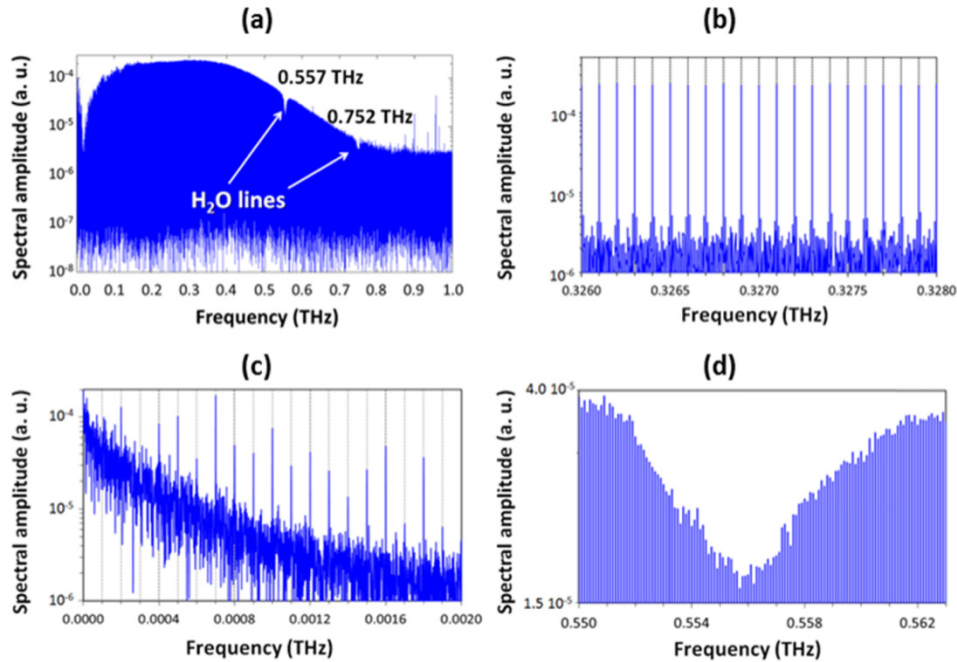 (a)
Spectral amplitude (a. u.)
10⁻⁴
10⁻⁵
10⁻⁶
10⁻⁷
10⁻⁸
0.557 THz
0.752 THz
H₂O lines
0.0 0.1 0.2 0.3 0.4 0.5 0.6 0.7 0.8 0.9 1.0
Frequency (THz)
(b)
Spectral amplitude (a. u.)
10⁻⁴
10⁻⁵
10⁻⁶
0.3260 0.3265 0.3270 0.3275 0.3280
Frequency (THz)
(c)
Spectral amplitude (a. u.)
10⁻⁴
10⁻⁵
10⁻⁶
0.0000 0.0004 0.0008 0.0012 0.0016 0.0020
Frequency (THz)
(d)
Spectral amplitude (a. u.)
4.0 10⁻⁵
1.5 10⁻⁵
0.550 0.554 0.558 0.562
Frequency (THz)